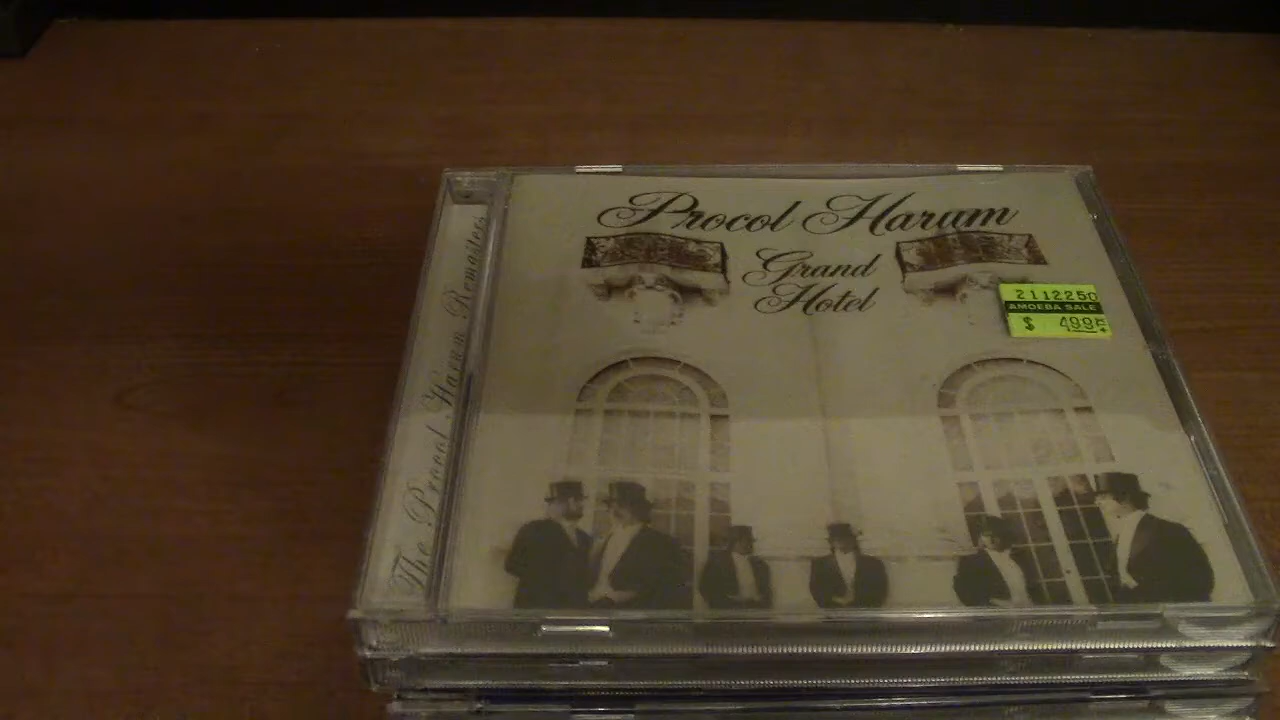 Procol Harum
Grand
Hotel
2112250
AMOEBA SALE
$ 4.99
The Procol Harum Remasters